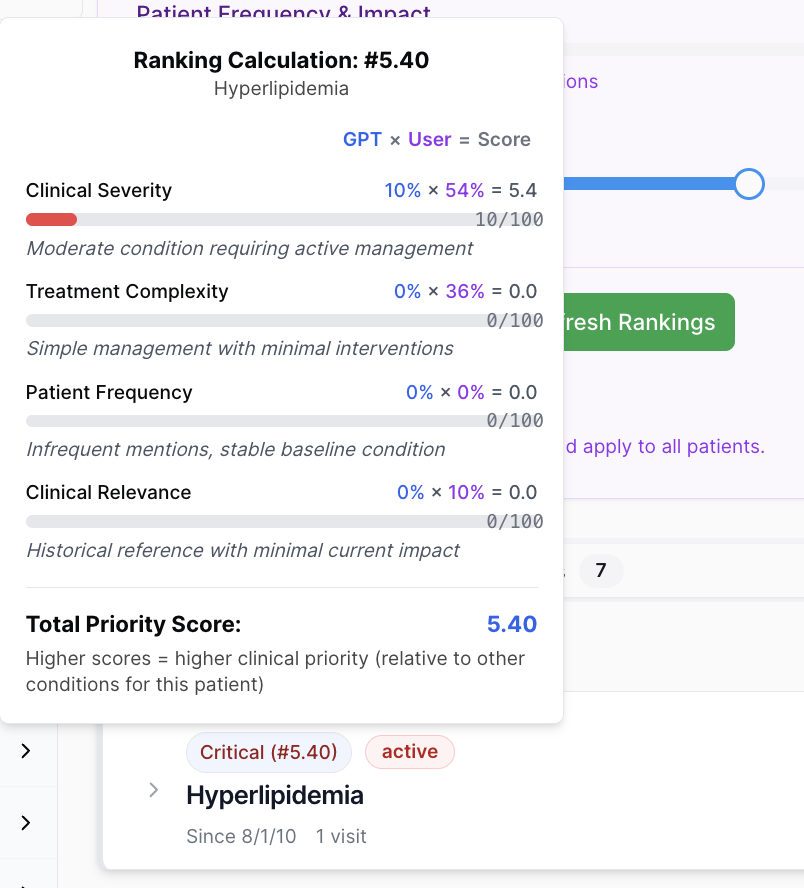 Patient Frequency & Impact
Ranking Calculation: #5.40
Hyperlipidemia
GPT × User = Score
Clinical Severity 10% × 54% = 5.4
10/100
Moderate condition requiring active management
Treatment Complexity 0% × 36% = 0.0
0/100
Simple management with minimal interventions
Patient Frequency 0% × 0% = 0.0
0/100
Infrequent mentions, stable baseline condition
Clinical Relevance 0% × 10% = 0.0
0/100
Historical reference with minimal current impact
Total Priority Score: 5.40
Higher scores = higher clinical priority (relative to other
conditions for this patient)
ions
fresh Rankings
d apply to all patients.
7
Critical (#5.40) active
Hyperlipidemia
Since 8/1/10 1 visit